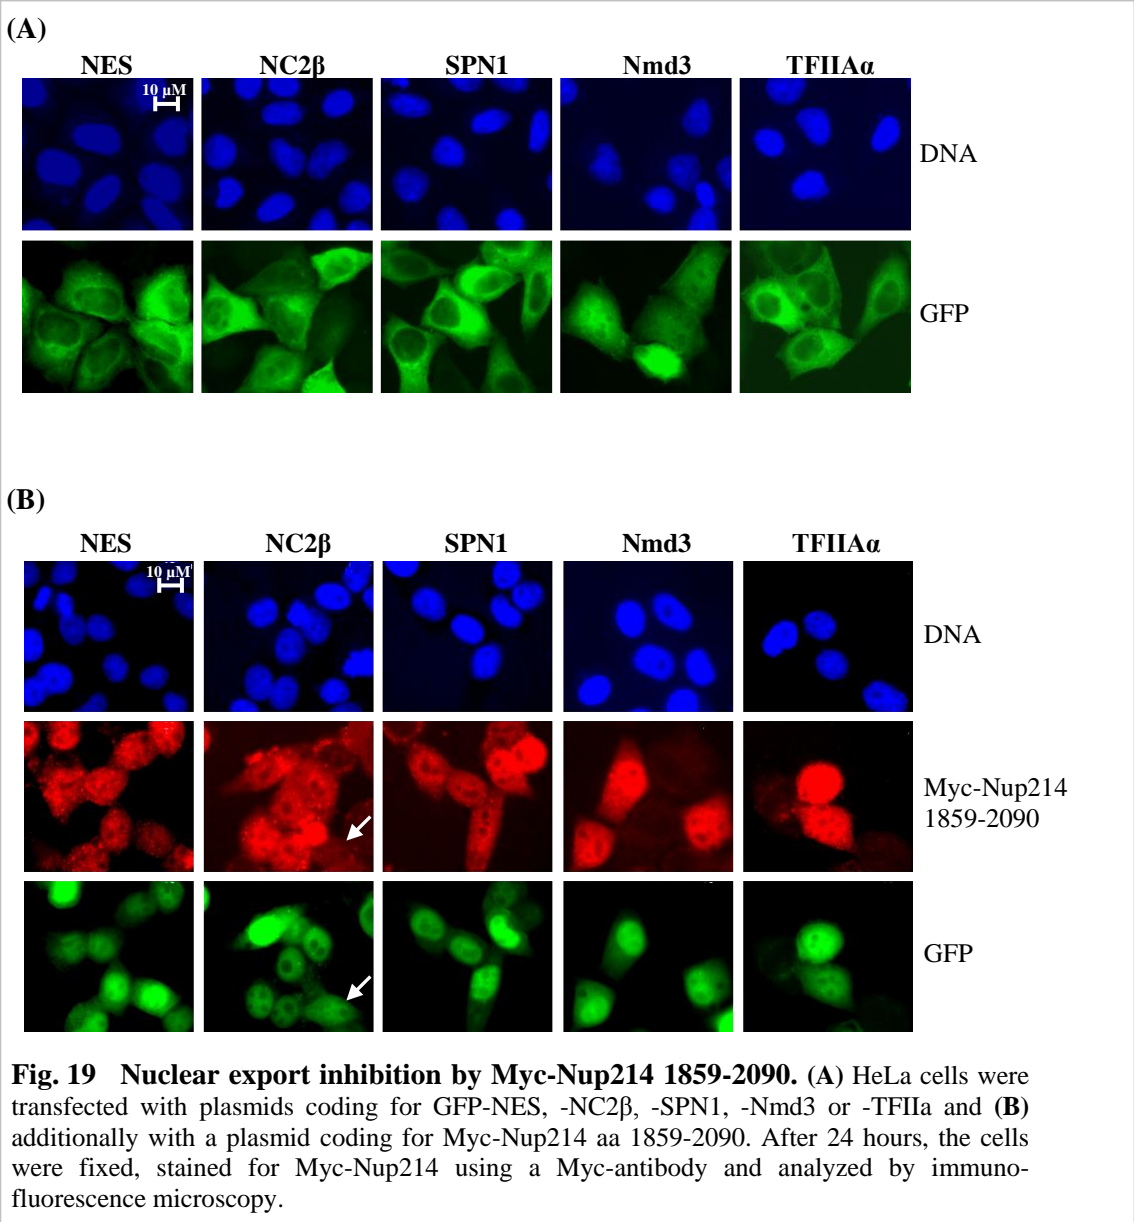 (A)
NES NC2β SPN1 Nmd3 TFIIAα
10 µM
DNA
GFP
(B)
NES NC2β SPN1 Nmd3 TFIIAα
10 µM
DNA
Myc-Nup214
1859-2090
GFP
Fig. 19 Nuclear export inhibition by Myc-Nup214 1859-2090. (A) HeLa cells were
transfected with plasmids coding for GFP-NES, -NC2β, -SPN1, -Nmd3 or -TFIIa and (B)
additionally with a plasmid coding for Myc-Nup214 aa 1859-2090. After 24 hours, the cells
were fixed, stained for Myc-Nup214 using a Myc-antibody and analyzed by immuno-
fluorescence microscopy.